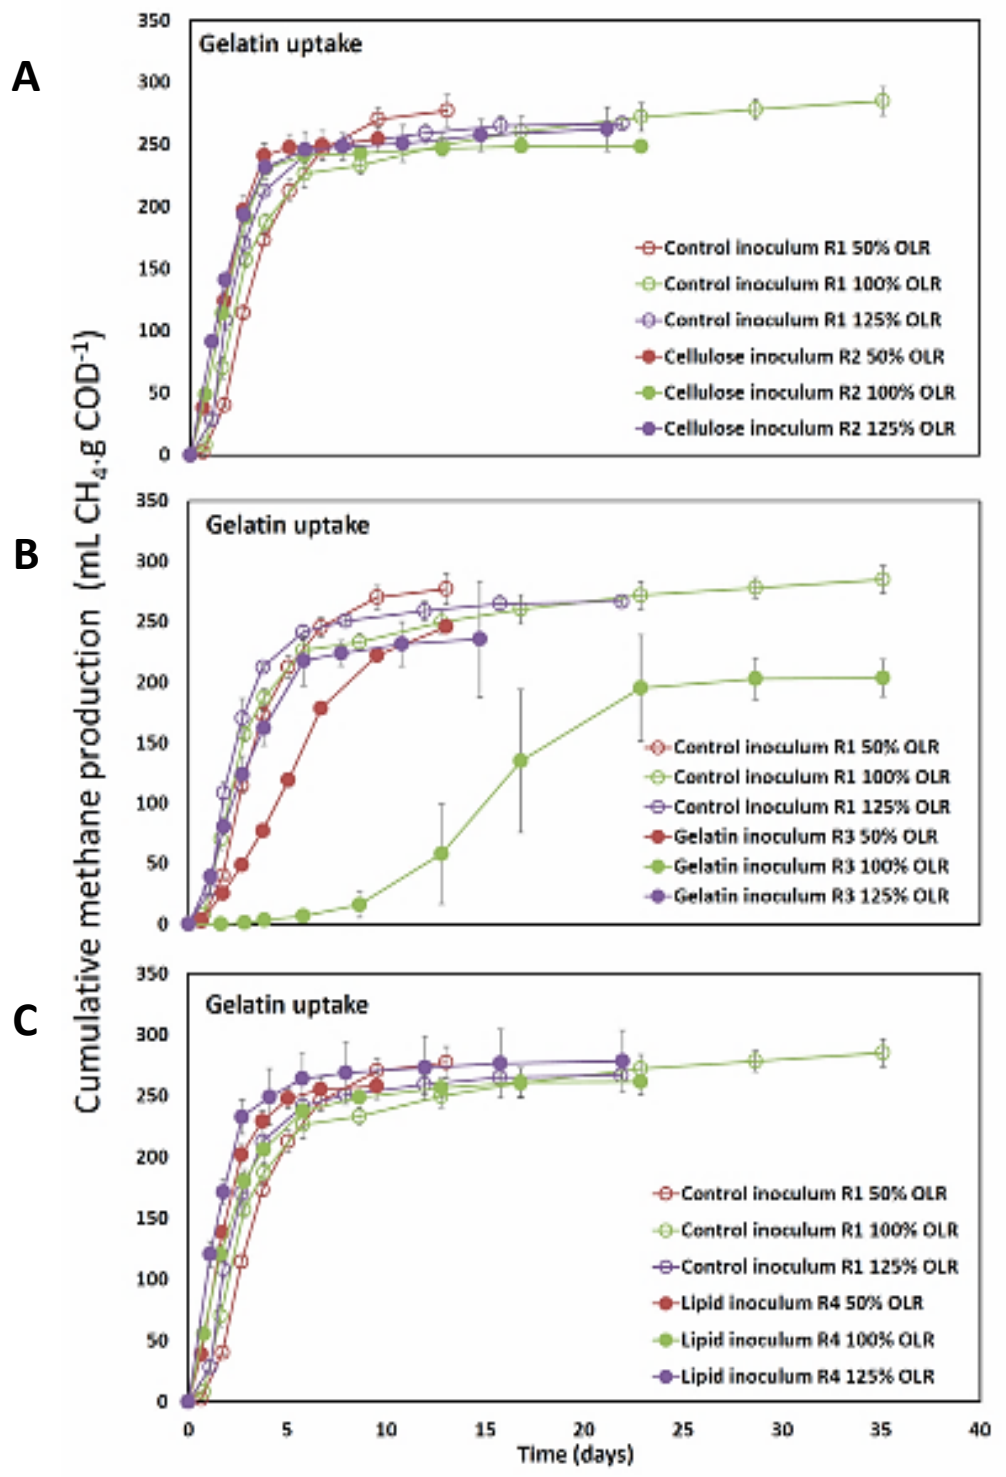 A
Gelatin uptake
350
300
250
200
150
100
50
0
Control inoculum R1 50% OLR
Control inoculum R1 100% OLR
Control inoculum R1 125% OLR
Cellulose inoculum R2 50% OLR
Cellulose inoculum R2 100% OLR
Cellulose inoculum R2 125% OLR
Cumulative methane production (mL CH4.g COD-1)
B
Gelatin uptake
350
300
250
200
150
100
50
0
Control inoculum R1 50% OLR
Control inoculum R1 100% OLR
Control inoculum R1 125% OLR
Gelatin inoculum R3 50% OLR
Gelatin inoculum R3 100% OLR
Gelatin inoculum R3 125% OLR
C
Gelatin uptake
350
300
250
200
150
100
50
0
Control inoculum R1 50% OLR
Control inoculum R1 100% OLR
Control inoculum R1 125% OLR
Lipid inoculum R4 50% OLR
Lipid inoculum R4 100% OLR
Lipid inoculum R4 125% OLR
0 5 10 15 20 25 30 35 40
Time (days)